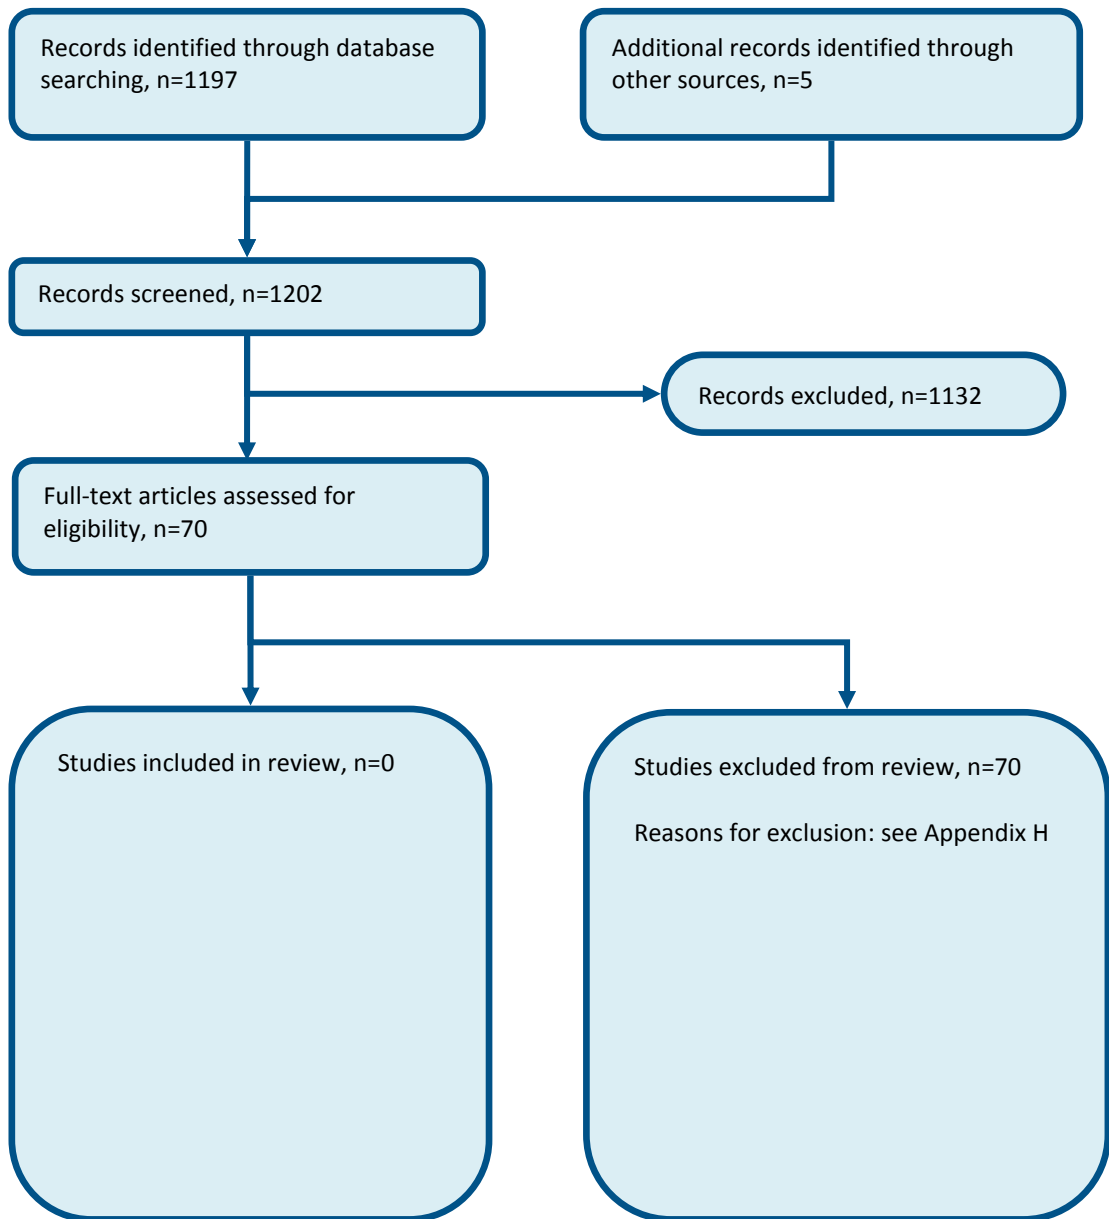 Records identified through database
searching, n=1197
Additional records identified through
other sources, n=5
Records screened, n=1202
Records excluded, n=1132
Full-text articles assessed for
eligibility, n=70
Studies included in review, n=0
Studies excluded from review, n=70
Reasons for exclusion: see Appendix H